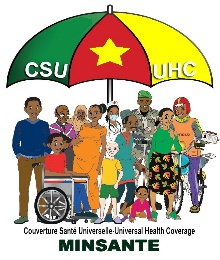 CSU UHC
Couverture Santé Universelle-Universal Health Coverage
MINSANTE